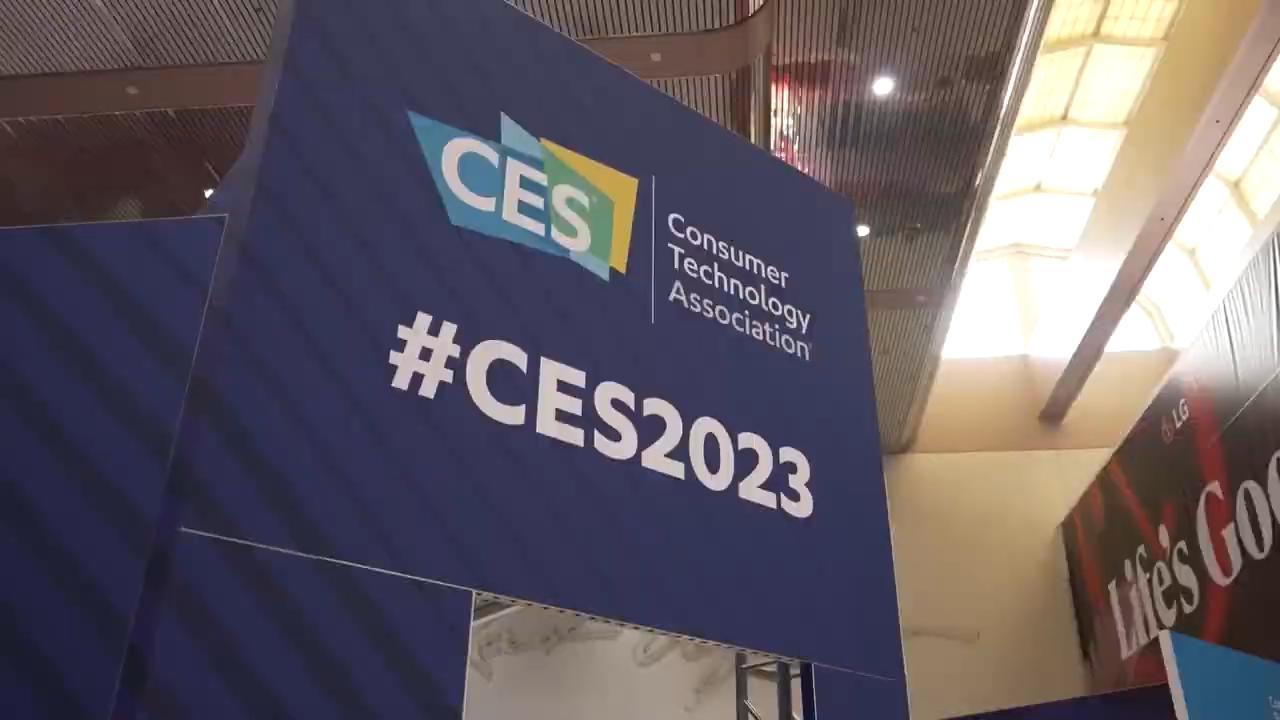 CES
Consumer
Technology
Association
#CES2023
LG
Life's Goo